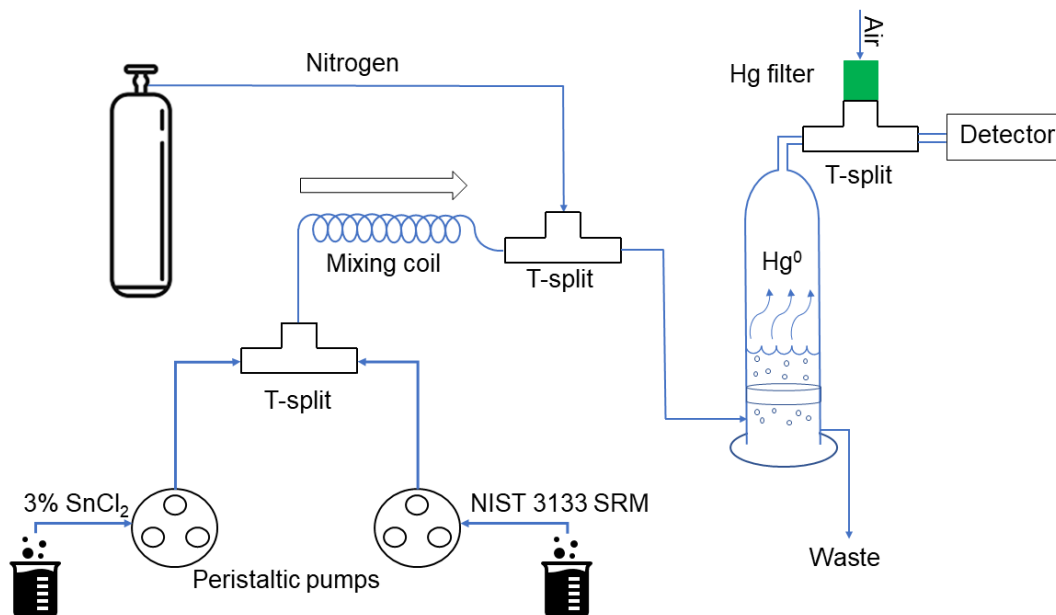 Air
Nitrogen
Hg filter
Detector
T-split
Mixing coil
T-split
Hg⁰
T-split
3% SnCl₂
NIST 3133 SRM
Peristaltic pumps
Waste